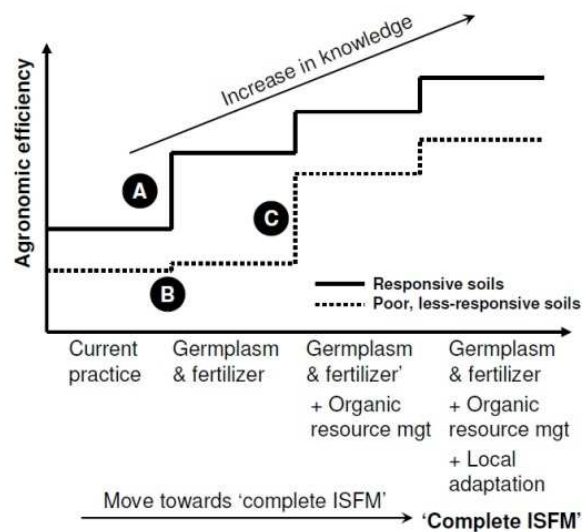 Increase in knowledge
Agronomic efficiency
A
B
C
Responsive soils
Poor, less-responsive soils
Current
practice
Germplasm
& fertilizer
Germplasm
& fertilizer’
+ Organic
resource mgt
Germplasm
& fertilizer
+ Organic
resource mgt
+ Local
adaptation
Move towards ‘complete ISFM’
‘Complete ISFM’